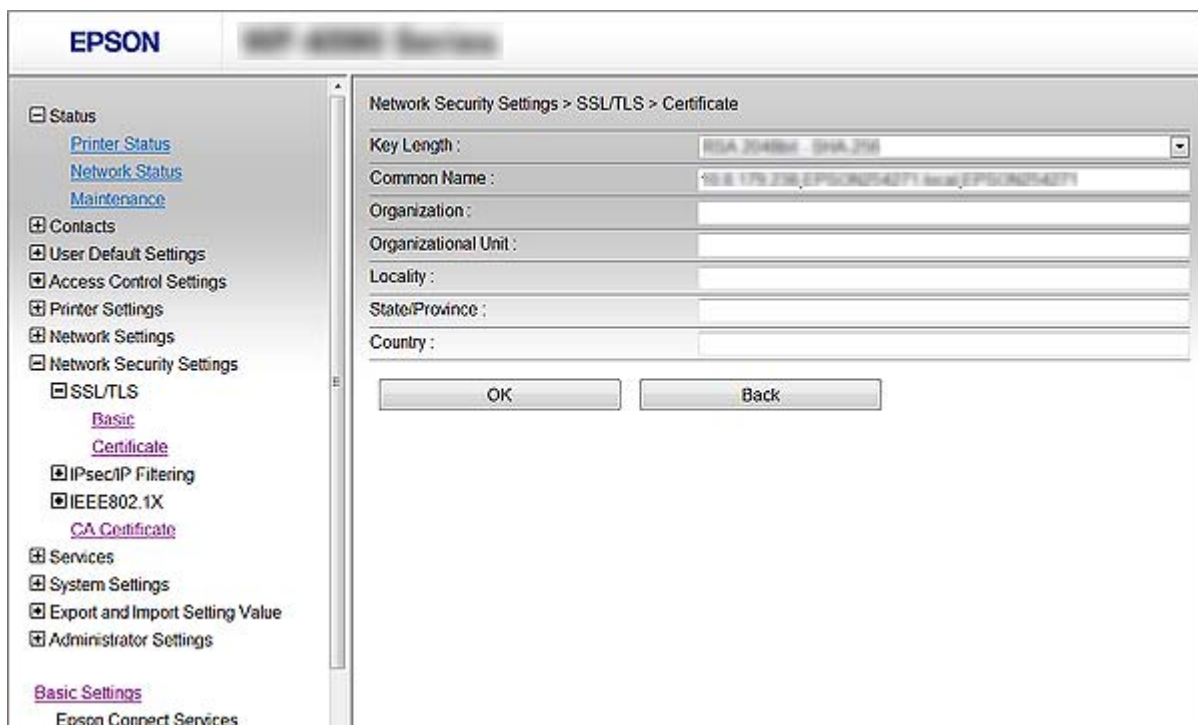 EPSON
Status
Printer Status
Network Status
Maintenance
Contacts
User Default Settings
Access Control Settings
Printer Settings
Network Settings
Network Security Settings
SSL/TLS
Basic
Certificate
IPsec/IP Filtering
IEEE802.1X
CA Certificate
Services
System Settings
Export and Import Setting Value
Administrator Settings
Basic Settings
Epson Connect Services
Network Security Settings > SSL/TLS > Certificate
Key Length :
Common Name :
Organization :
Organizational Unit :
Locality :
State/Province :
Country :
OK Back